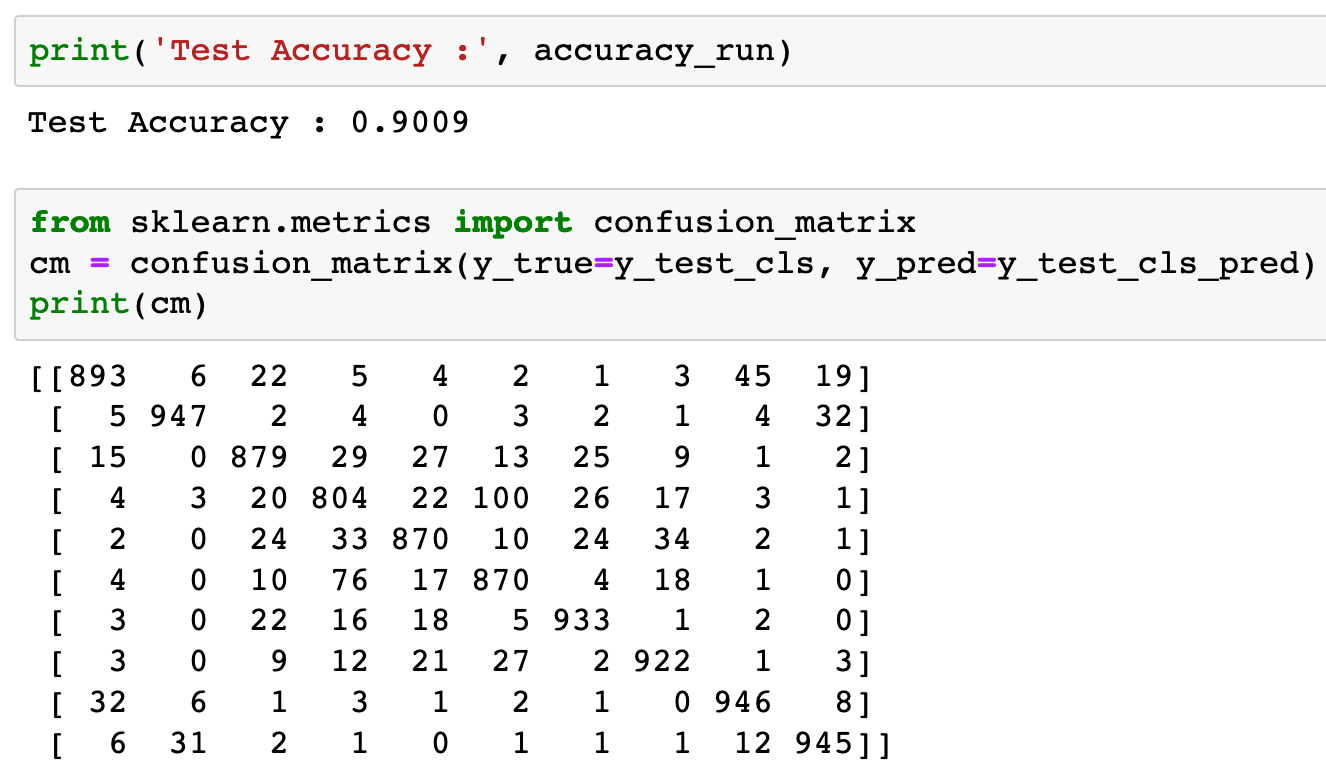 print('Test Accuracy :', accuracy_run)
Test Accuracy : 0.9009
from sklearn.metrics import confusion_matrix
cm = confusion_matrix(y_true=y_test_cls, y_pred=y_test_cls_pred)
print(cm)
[[893   6  22   5   4   2   1   3  45  19]
 [  5 947   2   4   0   3   2   1   4  32]
 [ 15   0 879  29  27  13  25   9   1   2]
 [  4   3  20 804  22 100  26  17   3   1]
 [  2   0  24  33 870  10  24  34   2   1]
 [  4   0  10  76  17 870   4  18   1   0]
 [  3   0  22  16  18   5 933   1   2   0]
 [  3   0   9  12  21  27   2 922   1   3]
 [ 32   6   1   3   1   2   1   0 946   8]
 [  6  31   2   1   0   1   1   1  12 945]]